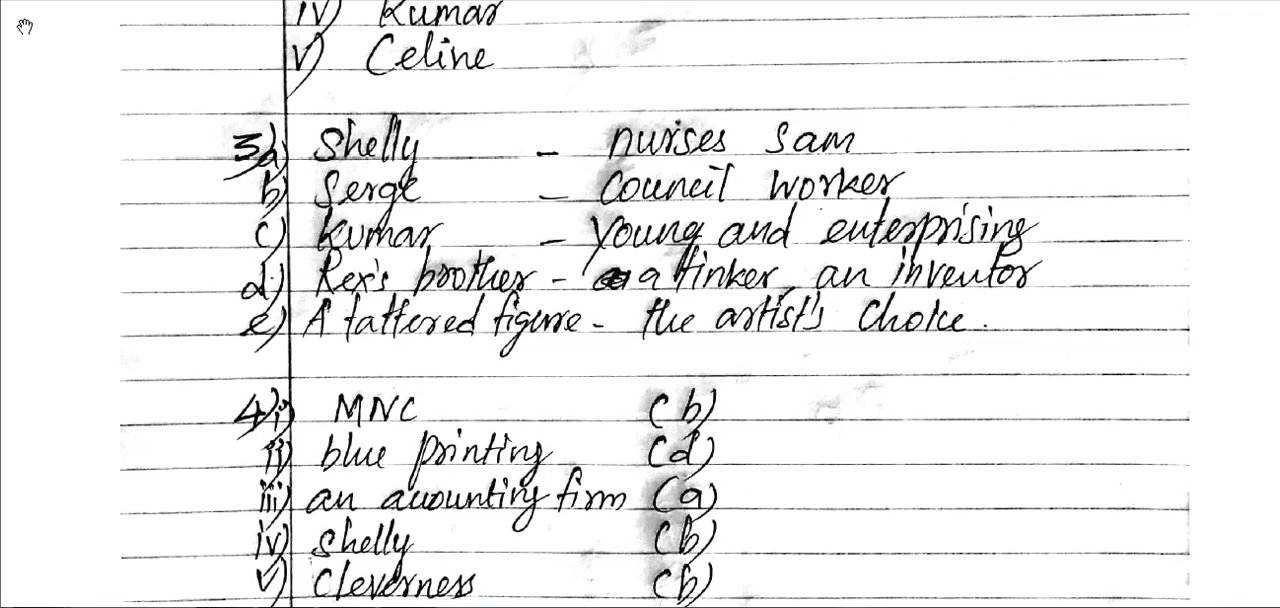 iv) Kumar
v) Celine
3)a) Shelly - nurses Sam
b) Serge - council worker
c) Kumar - Young and enterprising
d) Rex's brother - a tinker, an inventor
e) A tattered figure - the artist's choice.
4) i) MNC (b)
ii) blue printing (d)
iii) an accounting firm (a)
iv) Shelly (b)
v) Cleverness (b)